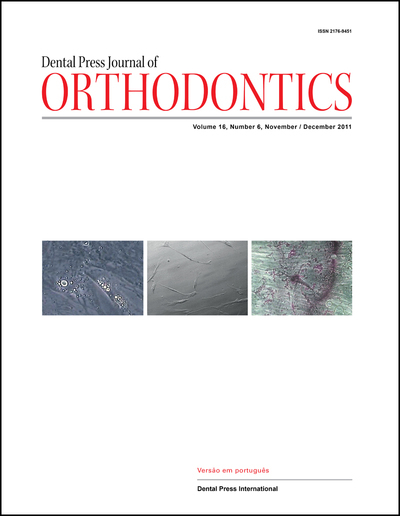 ISSN 2176-9451
Dental Press Journal of
ORTHODONTICS
Volume 16, Number 6, November / December 2011
Versão em português
Dental Press International